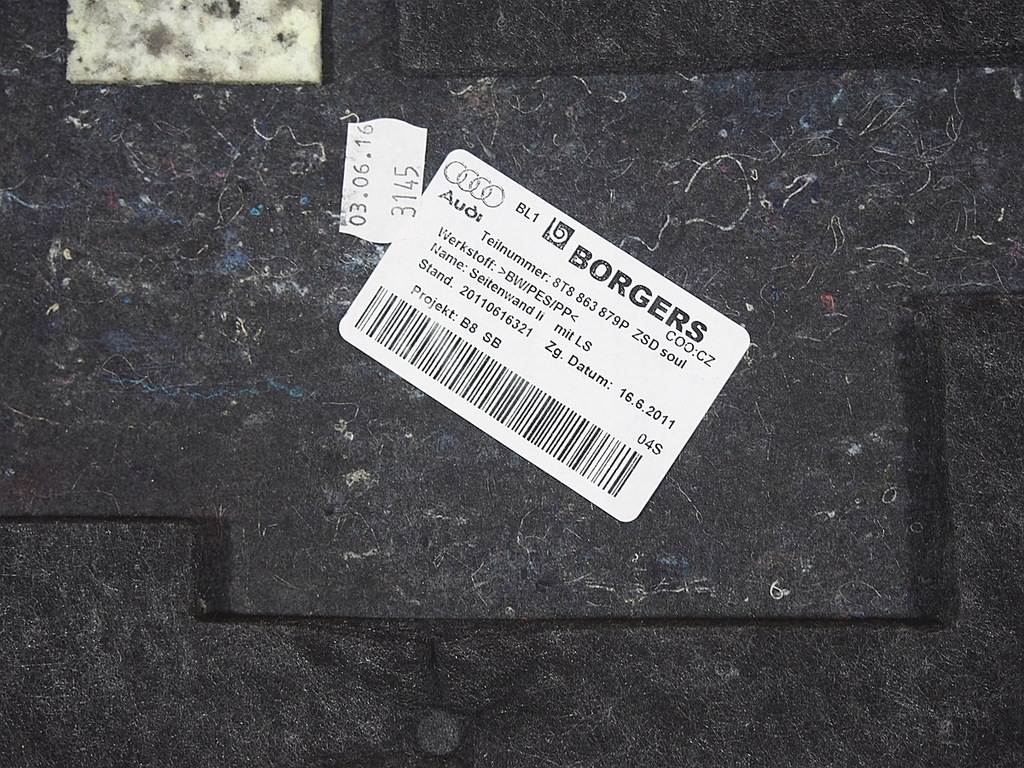 03.06.16
3145
Audi
BL1 BORGERS
COO:CZ
Teilnummer: 8T8 863 879P ZSD soul
Werkstoff: >BW/PES/PP<
Name: Seitenwand li mit LS
Stand. 20110616321 Zg. Datum: 16.6.2011
Projekt: B8 SB
04S